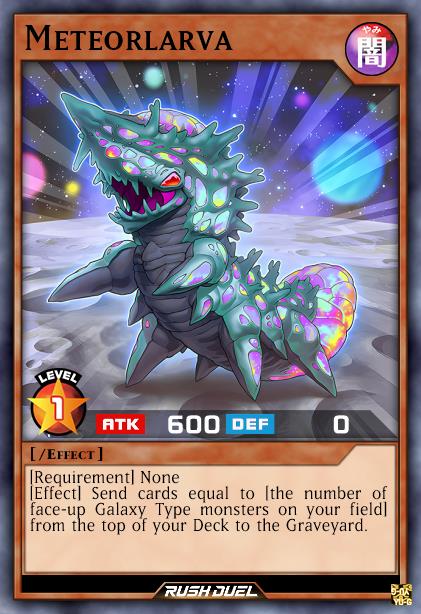 Meteorlarva
やみ
闇
LEVEL
1
ATK 600 DEF 0
[/Effect]
[Requirement] None
[Effect] Send cards equal to [the number of
face-up Galaxy Type monsters on your field]
from the top of your Deck to the Graveyard.
RUSH DUEL